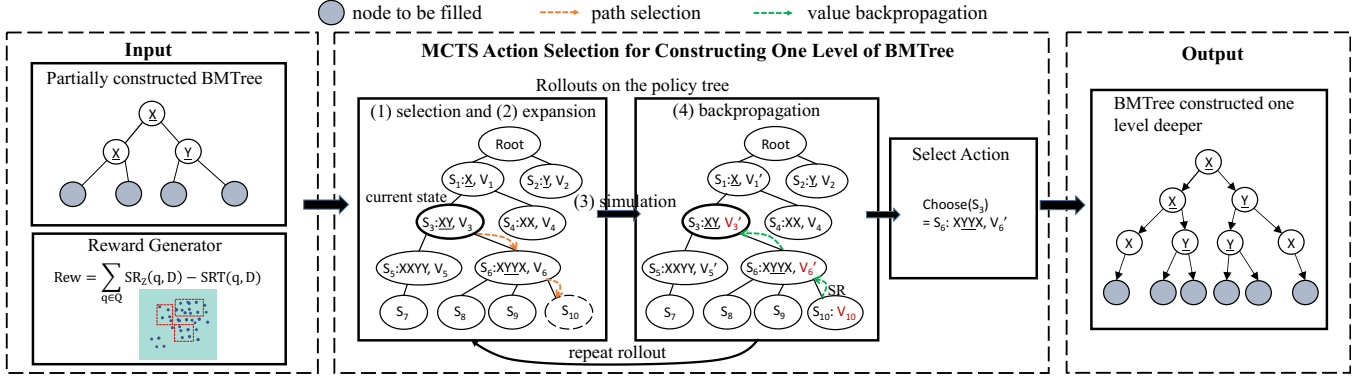 node to be filled
path selection
value backpropagation
Input
Partially constructed BMTree
X
X
Y
Reward Generator
Rew = ∑ SR_Z(q, D) − SRT(q, D)
q∈Q
MCTS Action Selection for Constructing One Level of BMTree
Rollouts on the policy tree
(1) selection and (2) expansion
Root
S₁:X, V₁
S₂:Y, V₂
current state
S₃:XY, V₃
S₄:XX, V₄
S₅:XXYY, V₅
S₆:XYYX, V₆
S₇
S₈
S₉
S₁₀
(3) simulation
(4) backpropagation
Root
S₁:X, V₁’
S₂:Y, V₂
S₃:XY, V₃’
S₄:XX, V₄
S₅:XXYY, V₅’
S₆:XYYX, V₆’
SR
S₇
S₈
S₉
S₁₀: V₁₀
repeat rollout
Select Action
Choose(S₃)
= S₆: XYYX, V₆’
Output
BMTree constructed one
level deeper
X
X
Y
X
Y
Y
X